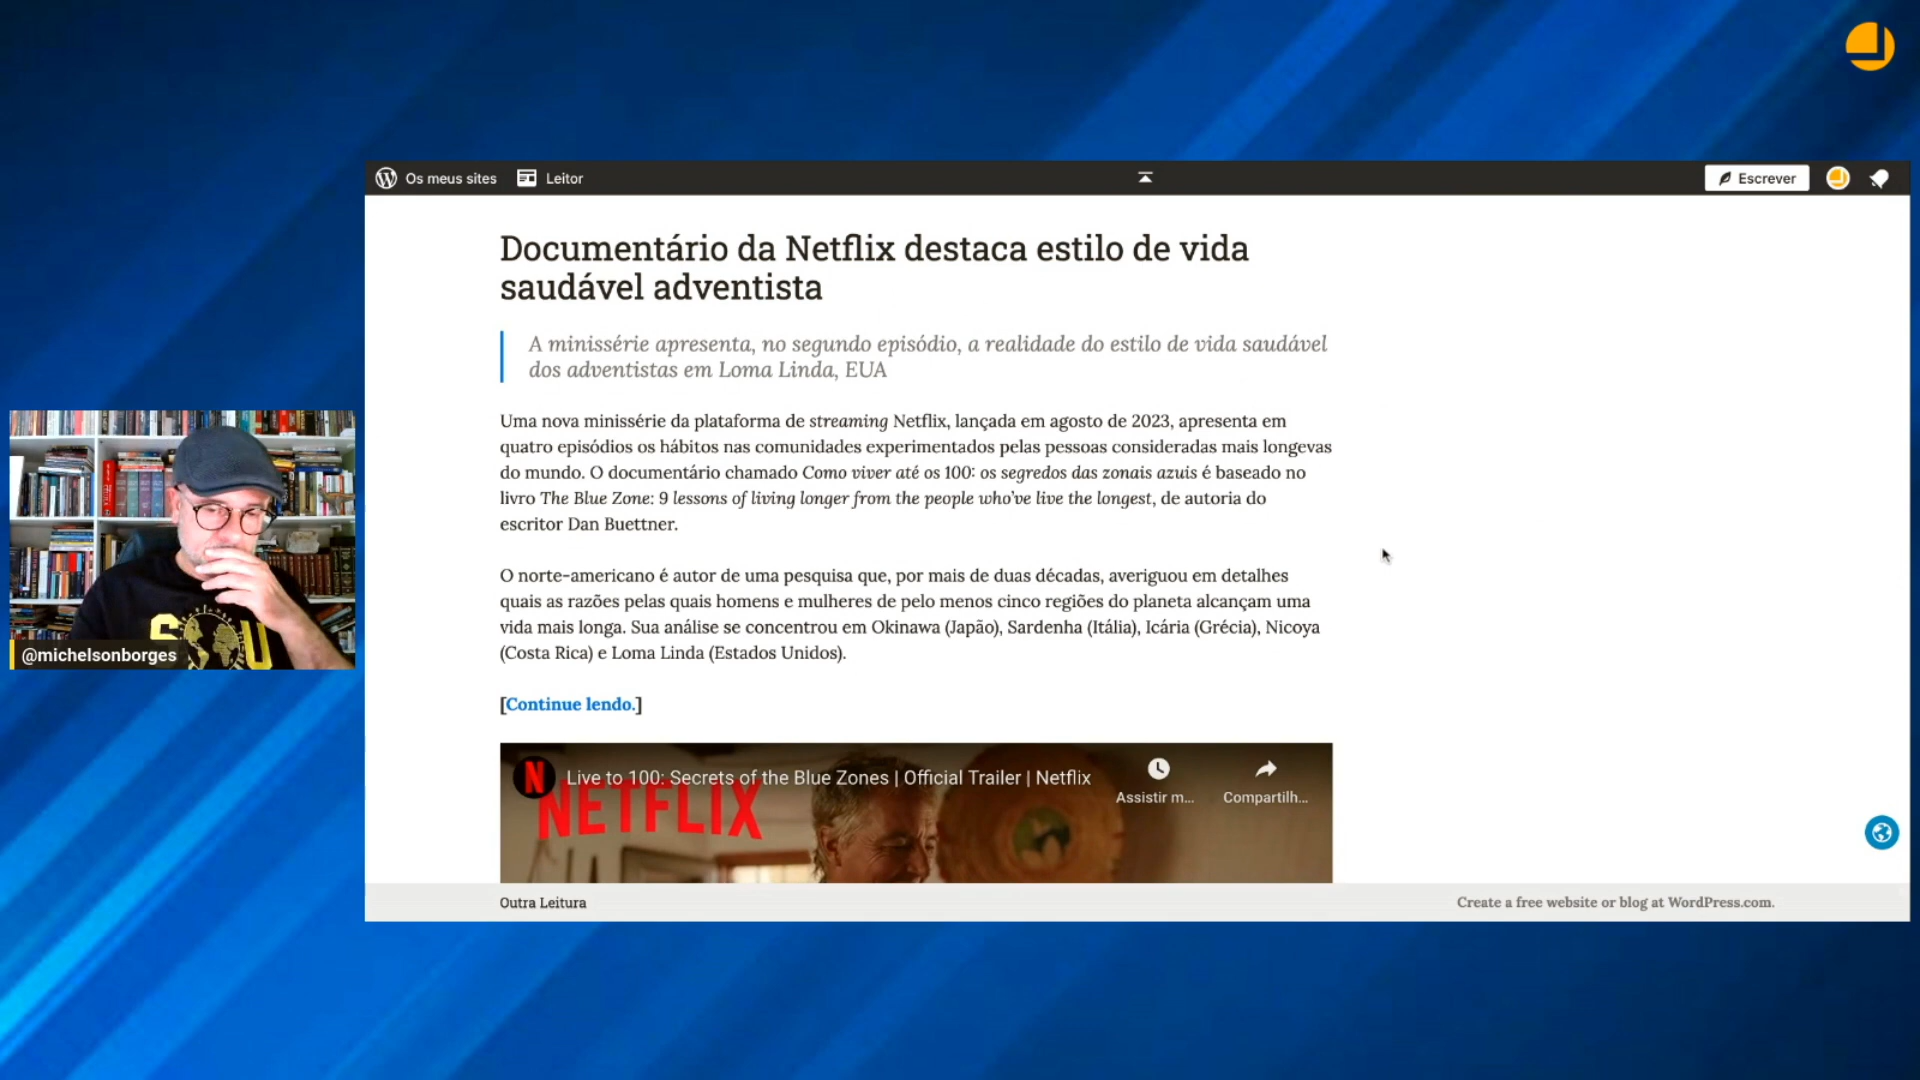 Os meus sites
Leitor
Escrever
Documentário da Netflix destaca estilo de vida
saudável adventista
A minissérie apresenta, no segundo episódio, a realidade do estilo de vida saudável
dos adventistas em Loma Linda, EUA
Uma nova minissérie da plataforma de streaming Netflix, lançada em agosto de 2023, apresenta em
quatro episódios os hábitos nas comunidades experimentados pelas pessoas consideradas mais longevas
do mundo. O documentário chamado Como viver até os 100: os segredos das zonais azuis é baseado no
livro The Blue Zone: 9 lessons of living longer from the people who’ve live the longest, de autoria do
escritor Dan Buettner.
O norte-americano é autor de uma pesquisa que, por mais de duas décadas, averiguou em detalhes
quais as razões pelas quais homens e mulheres de pelo menos cinco regiões do planeta alcançam uma
vida mais longa. Sua análise se concentrou em Okinawa (Japão), Sardenha (Itália), Icária (Grécia), Nicoya
(Costa Rica) e Loma Linda (Estados Unidos).
@michelsonborges
[Continue lendo.]
N Live to 100: Secrets of the Blue Zones | Official Trailer | Netflix
Assistir m...
Compartilh...
NETFLIX
Outra Leitura
Create a free website or blog at WordPress.com.